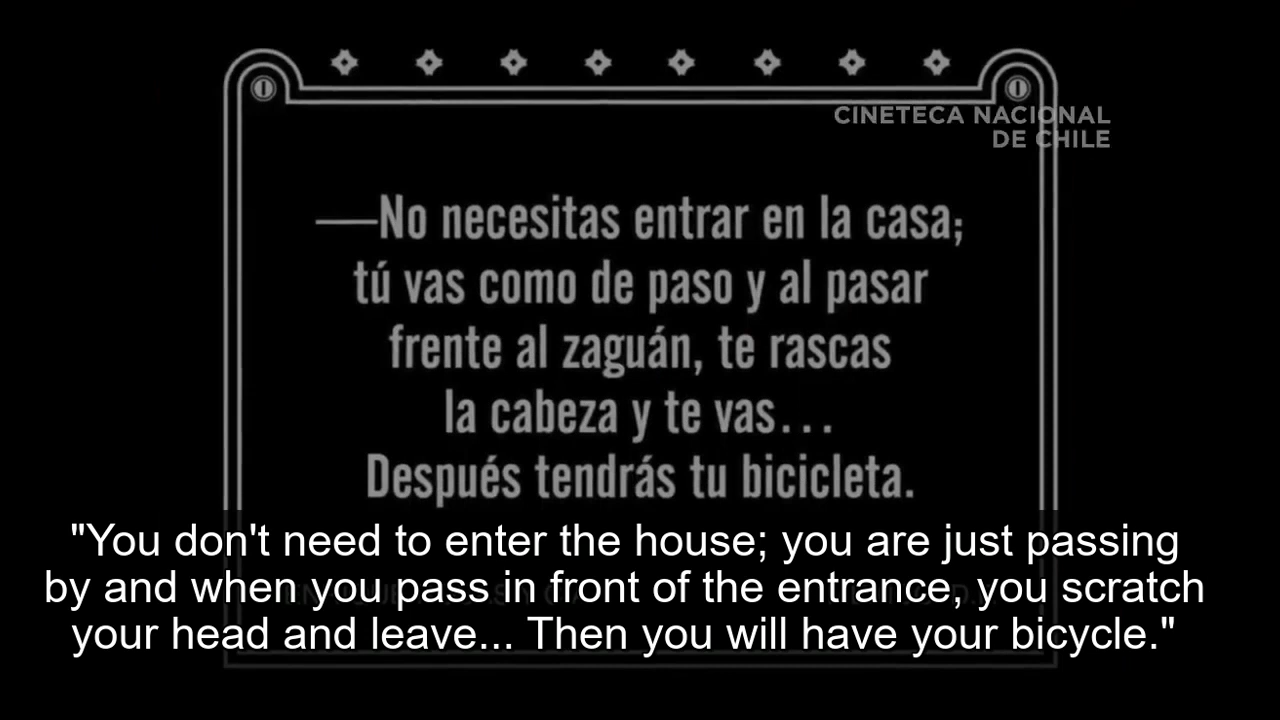 CINETECA NACIONAL
DE CHILE
—No necesitas entrar en la casa;
tú vas como de paso y al pasar
frente al zaguán, te rascas
la cabeza y te vas...
Después tendrás tu bicicleta.
"You don't need to enter the house; you are just passing
by and when you pass in front of the entrance, you scratch
your head and leave... Then you will have your bicycle."